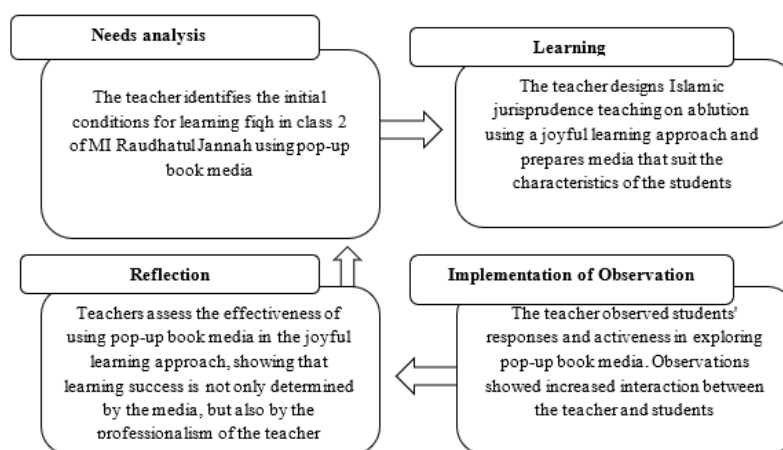 Needs analysis
The teacher identifies the initial
conditions for learning fiqh in class 2
of MI Raudhatul Jannah using pop-up
book media
Learning
The teacher designs Islamic
jurisprudence teaching on ablution
using a joyful learning approach and
prepares media that suit the
characteristics of the students
Reflection
Teachers assess the effectiveness of
using pop-up book media in the joyful
learning approach, showing that
learning success is not only determined
by the media, but also by the
professionalism of the teacher
Implementation of Observation
The teacher observed students'
responses and activeness in exploring
pop-up book media. Observations
showed increased interaction between
the teacher and students